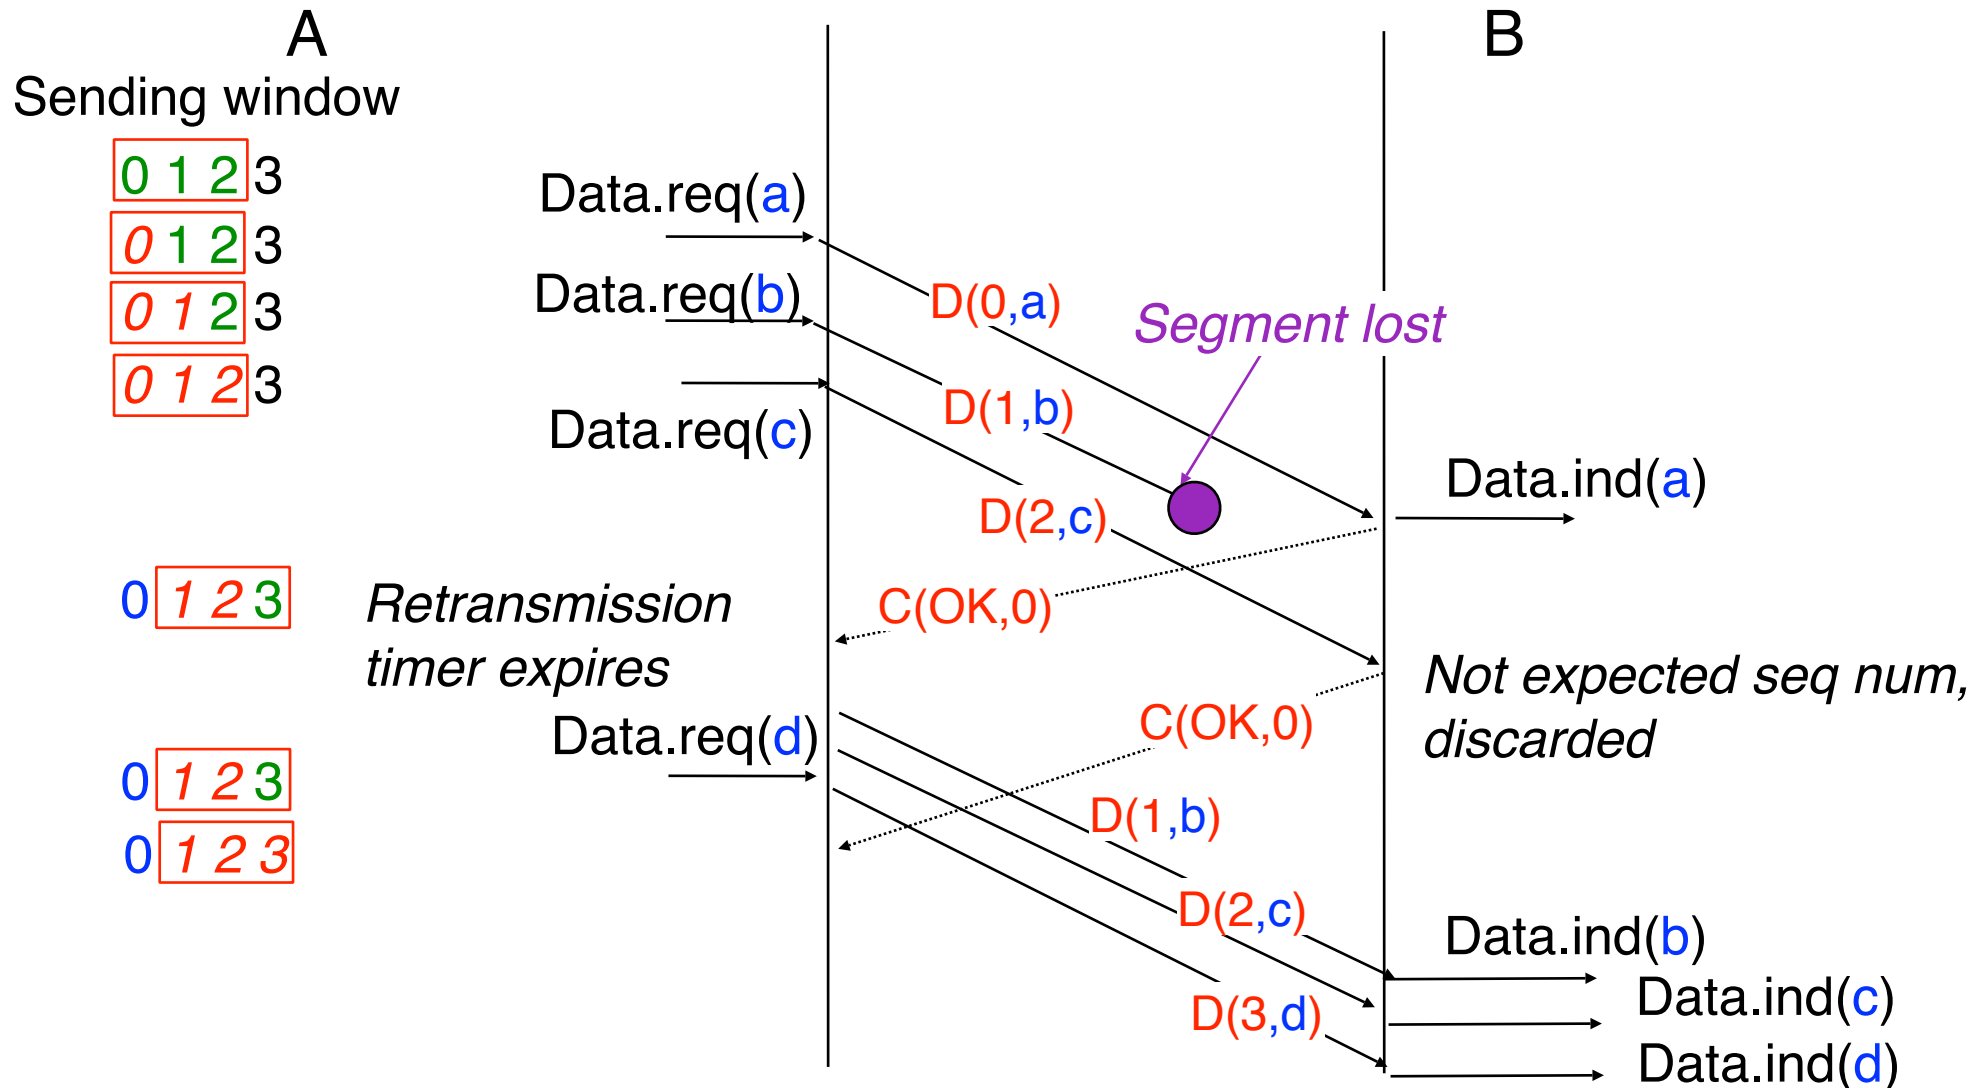 A
B
Sending window
0 1 2 3
Data.req(a)
0 1 2 3
Data.req(b)
D(0,a)
0 1 2 3
Segment lost
0 1 2 3
D(1,b)
Data.req(c)
Data.ind(a)
D(2,c)
0 1 2 3
Retransmission
timer expires
C(OK,0)
Not expected seq num,
discarded
C(OK,0)
Data.req(d)
0 1 2 3
D(1,b)
0 1 2 3
D(2,c)
Data.ind(b)
Data.ind(c)
D(3,d)
Data.ind(d)